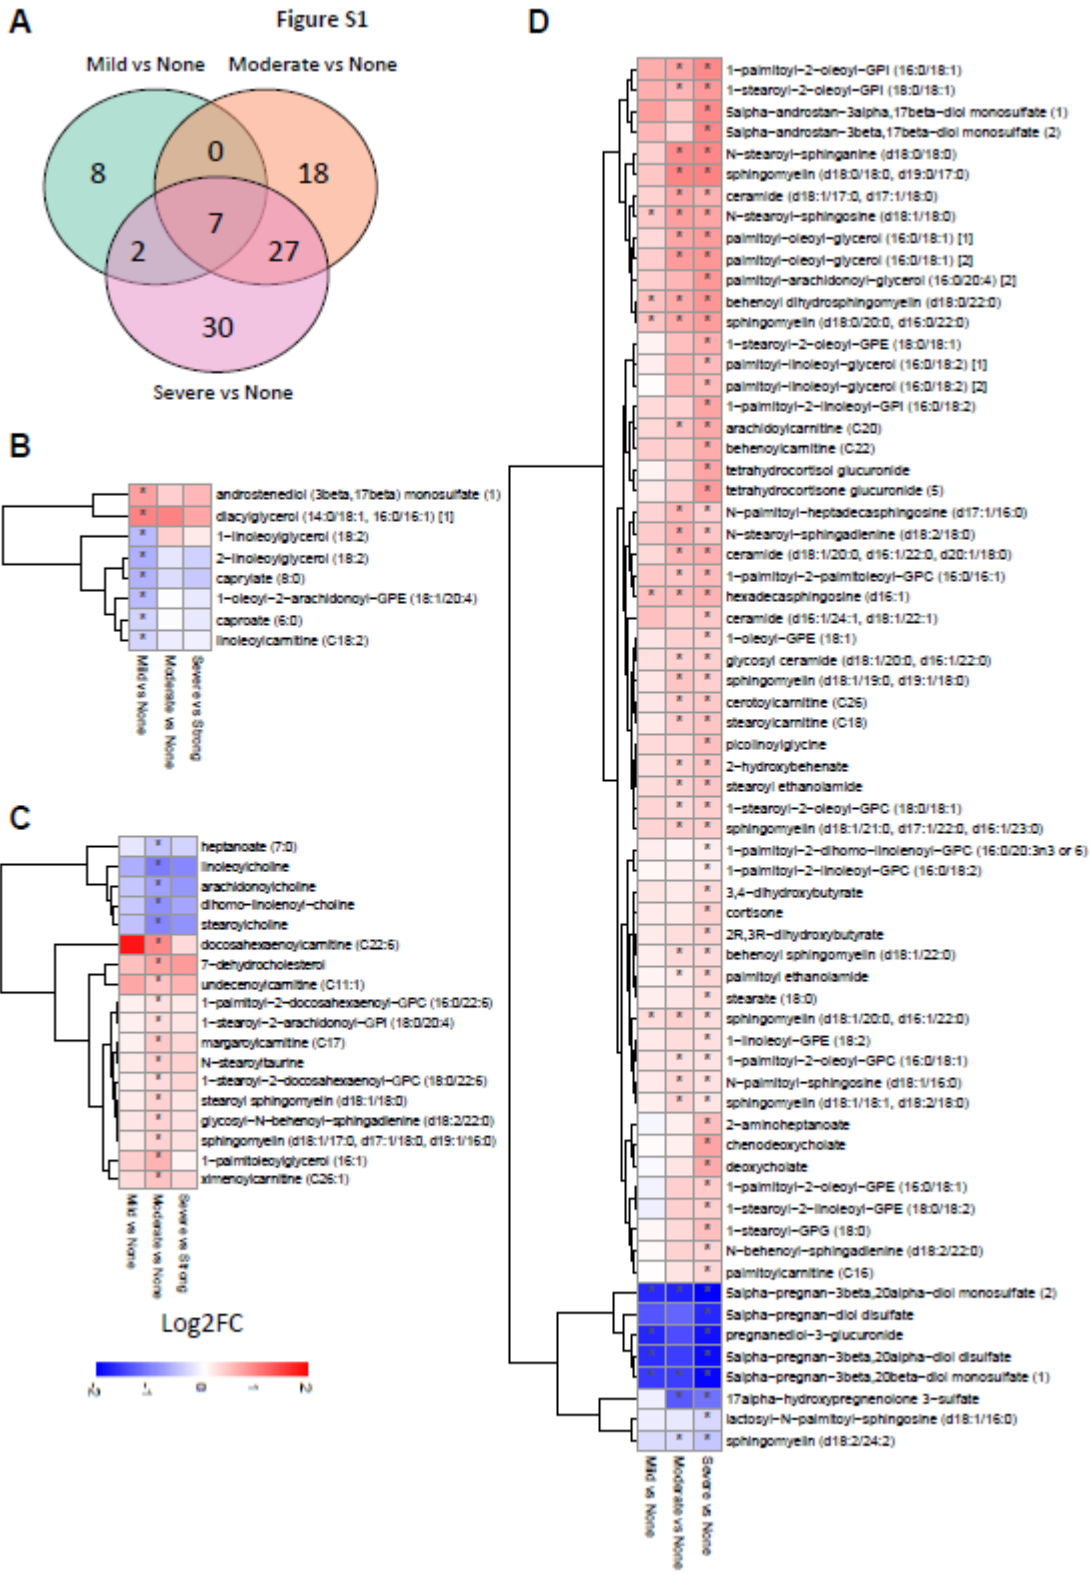 A
Figure S1
Mild vs None
Moderate vs None
8
0
18
7
2
27
30
Severe vs None
B
androstenediol (3beta,17beta) monosulfate (1)
diacylglycerol (14:0/18:1, 16:0/16:1) [1]
1-linoleoylglycerol (18:2)
2-linoleoylglycerol (18:2)
caprylate (8:0)
1-oleoyl-2-arachidonoyl-GPE (18:1/20:4)
caproate (6:0)
linoleoylcarnitine (C18:2)
Mild vs None
Moderate vs None
Severe vs Strong
C
heptanoate (7:0)
linoleoylcholine
arachidonoylcholine
dihomo-linolenoyl-choline
stearoylcholine
docosahexaenoylcarnitine (C22:6)
7-dehydrocholesterol
undecenoylcarnitine (C11:1)
1-palmitoyl-2-docosahexaenoyl-GPC (16:0/22:6)
1-stearoyl-2-arachidonoyl-GPI (18:0/20:4)
margaroylcarnitine (C17)
N-stearoyltaurine
1-stearoyl-2-docosahexaenoyl-GPC (18:0/22:6)
stearoyl sphingomyelin (d18:1/18:0)
glycosyl-N-behenoyl-sphingadienine (d18:2/22:0)
sphingomyelin (d18:1/17:0, d17:1/18:0, d19:1/16:0)
1-palmitoleoylglycerol (16:1)
ximenoylcarnitine (C26:1)
Mild vs None
Moderate vs None
Severe vs Strong
Log2FC
-2
-1
0
1
2
D
1-palmitoyl-2-oleoyl-GPI (16:0/18:1)
1-stearoyl-2-oleoyl-GPI (18:0/18:1)
5alpha-androstan-3alpha,17beta-diol monosulfate (1)
5alpha-androstan-3beta,17beta-diol monosulfate (2)
N-stearoyl-sphinganine (d18:0/18:0)
sphingomyelin (d18:0/18:0, d19:0/17:0)
ceramide (d18:1/17:0, d17:1/18:0)
N-stearoyl-sphingosine (d18:1/18:0)
palmitoyl-oleoyl-glycerol (16:0/18:1) [1]
palmitoyl-oleoyl-glycerol (16:0/18:1) [2]
palmitoyl-arachidonoyl-glycerol (16:0/20:4) [2]
behenoyl dihydrosphingomyelin (d18:0/22:0)
sphingomyelin (d18:0/20:0, d16:0/22:0)
1-stearoyl-2-oleoyl-GPE (18:0/18:1)
palmitoyl-linoleoyl-glycerol (16:0/18:2) [1]
palmitoyl-linoleoyl-glycerol (16:0/18:2) [2]
1-palmitoyl-2-linoleoyl-GPI (16:0/18:2)
arachidoylcarnitine (C20)
behenoylcarnitine (C22)
tetrahydrocortisol glucuronide
tetrahydrocortisone glucuronide (5)
N-palmitoyl-heptadecasphingosine (d17:1/16:0)
N-stearoyl-sphingadienine (d18:2/18:0)
ceramide (d18:1/20:0, d16:1/22:0, d20:1/18:0)
1-palmitoyl-2-palmitoleoyl-GPC (16:0/16:1)
hexadecasphingosine (d16:1)
ceramide (d16:1/24:1, d18:1/22:1)
1-oleoyl-GPE (18:1)
glycosyl ceramide (d18:1/20:0, d16:1/22:0)
sphingomyelin (d18:1/19:0, d19:1/18:0)
cerotoylcarnitine (C26)
stearoylcarnitine (C18)
picolinoylglycine
2-hydroxybehenate
stearoyl ethanolamide
1-stearoyl-2-oleoyl-GPC (18:0/18:1)
sphingomyelin (d18:1/21:0, d17:1/22:0, d16:1/23:0)
1-palmitoyl-2-dihomo-linolenoyl-GPC (16:0/20:3n3 or 6)
1-palmitoyl-2-linoleoyl-GPC (16:0/18:2)
3,4-dihydroxybutyrate
cortisone
2R,3R-dihydroxybutyrate
behenoyl sphingomyelin (d18:1/22:0)
palmitoyl ethanolamide
stearate (18:0)
sphingomyelin (d18:1/20:0, d16:1/22:0)
1-linoleoyl-GPE (18:2)
1-palmitoyl-2-oleoyl-GPC (16:0/18:1)
N-palmitoyl-sphingosine (d18:1/16:0)
sphingomyelin (d18:1/18:1, d18:2/18:0)
2-aminoheptanoate
chenodeoxycholate
deoxycholate
1-palmitoyl-2-oleoyl-GPE (16:0/18:1)
1-stearoyl-2-linoleoyl-GPE (18:0/18:2)
1-stearoyl-GPG (18:0)
N-behenoyl-sphingadienine (d18:2/22:0)
palmitoylcarnitine (C16)
5alpha-pregnan-3beta,20alpha-diol monosulfate (2)
5alpha-pregnan-diol disulfate
pregnanediol-3-glucuronide
5alpha-pregnan-3beta,20alpha-diol disulfate
5alpha-pregnan-3beta,20beta-diol monosulfate (1)
17alpha-hydroxypregnenolone 3-sulfate
lactosyl-N-palmitoyl-sphingosine (d18:1/16:0)
sphingomyelin (d18:2/24:2)
Mild vs None
Moderate vs None
Severe vs None